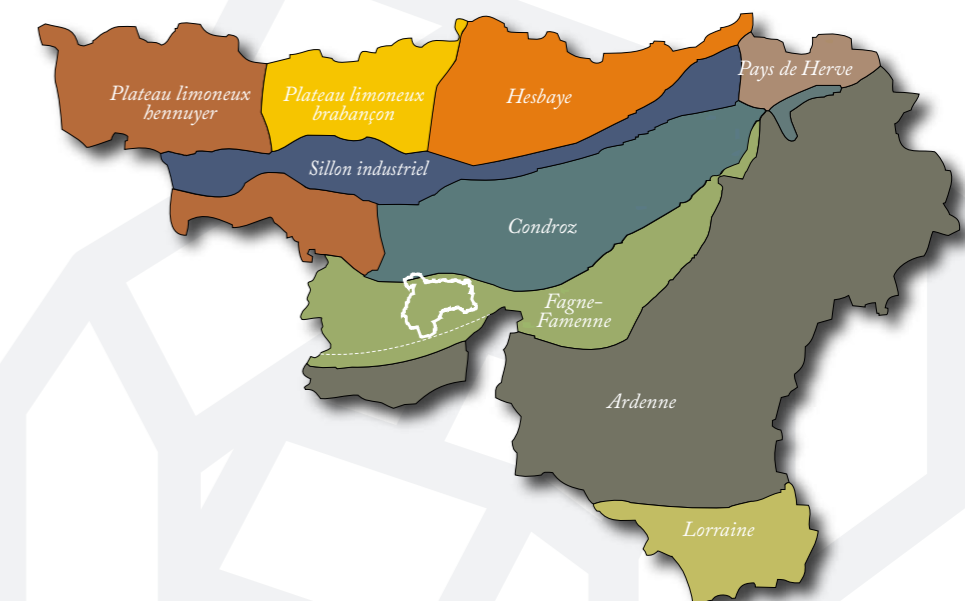 Plateau limoneux
hennuyer
Plateau limoneux
brabançon
Hesbaye
Pays de Herve
Sillon industriel
Condroz
Fagne-
Famenne
Ardenne
Lorraine